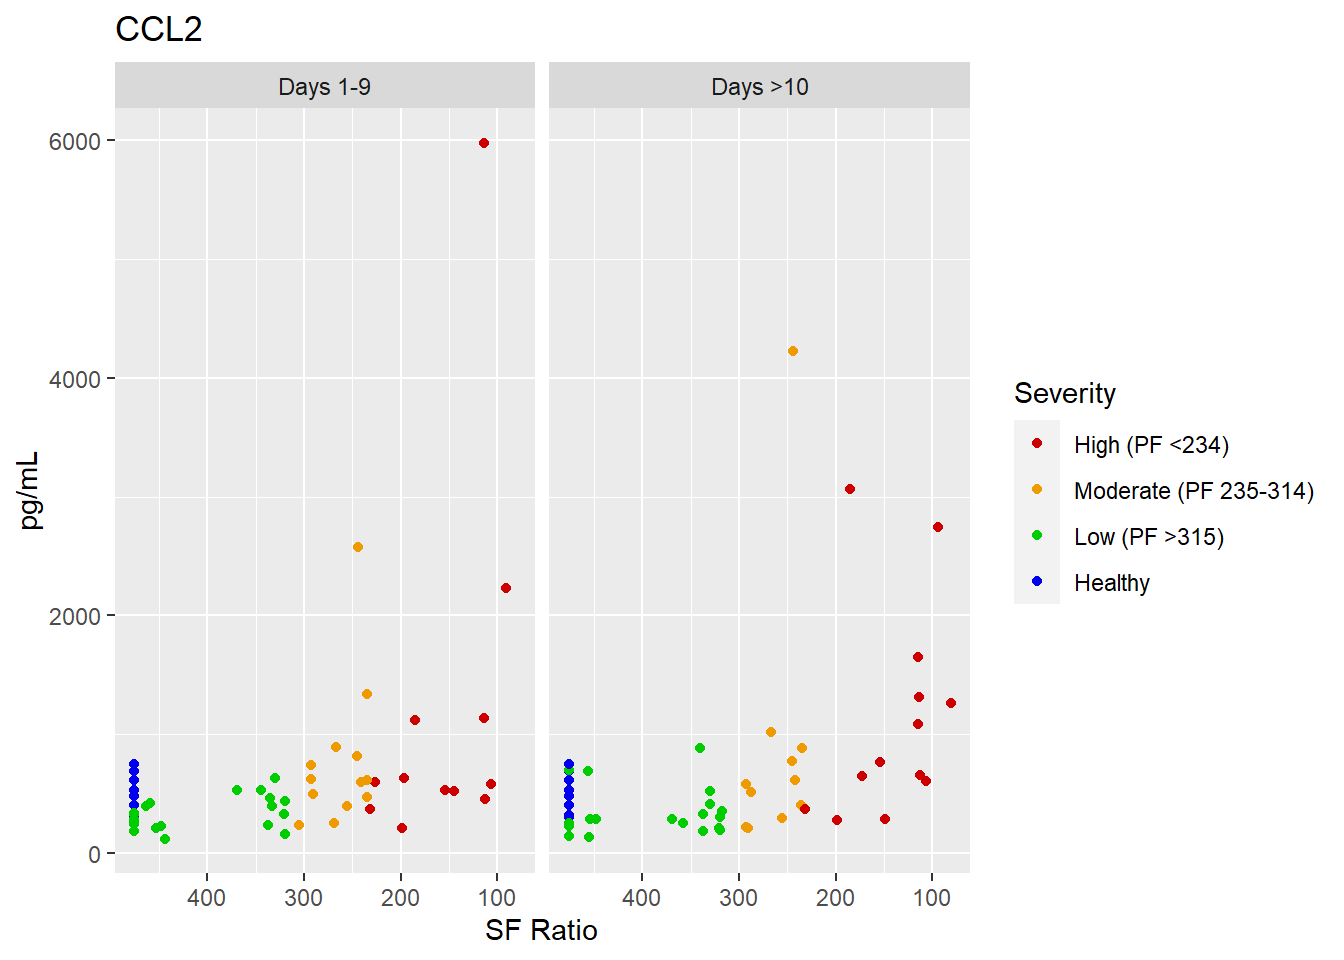 CCL2
Days 1-9
Days >10
6000
4000
2000
0
pg/mL
400
300
200
100
400
300
200
100
SF Ratio
Severity
High (PF <234)
Moderate (PF 235-314)
Low (PF >315)
Healthy